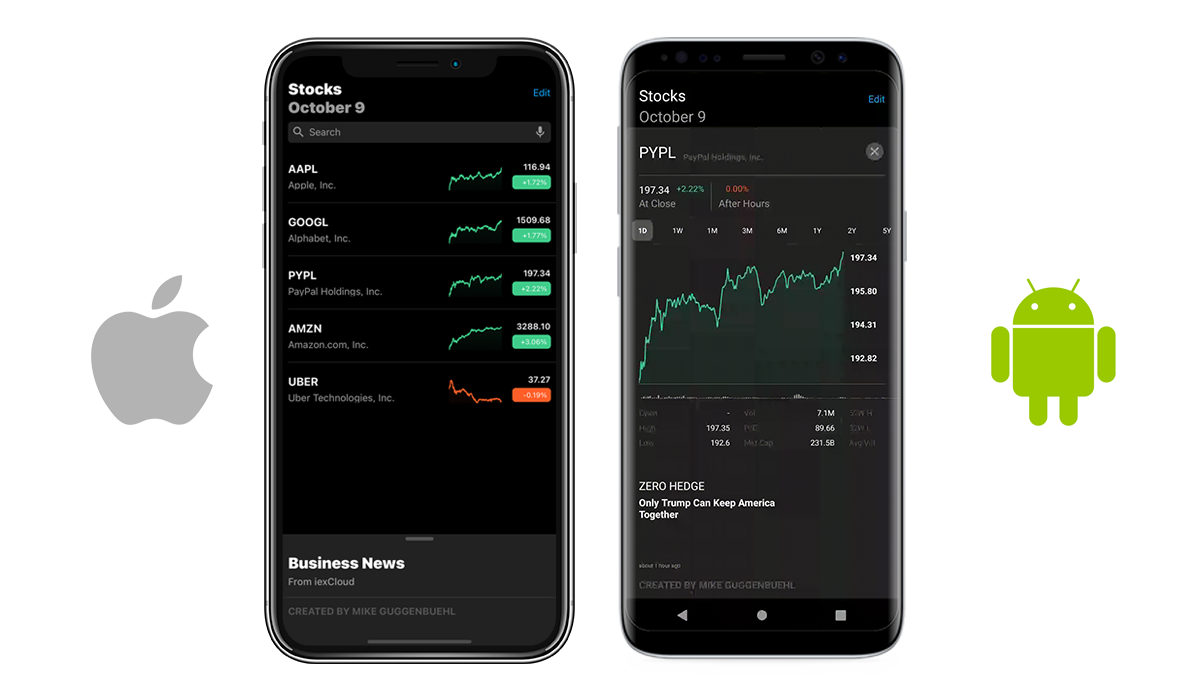 Stocks
October 9
Edit
Search
AAPL
Apple, Inc.
116.94
+1.72%
GOOGL
Alphabet, Inc.
1509.68
+1.77%
PYPL
PayPal Holdings, Inc.
197.34
+2.22%
AMZN
Amazon.com, Inc.
3288.10
+3.06%
UBER
Uber Technologies, Inc.
37.27
-0.19%
Business News
From iexCloud
CREATED BY MIKE GUGGENBUEHL
Stocks
October 9
Edit
PYPL PayPal Holdings, Inc.
197.34 +2.22% 0.00%
At Close After Hours
1D 1W 1M 3M 6M 1Y 2Y 5Y
197.34
195.80
194.31
192.82
Open - Vol 7.1M 52W H
High 197.35 P/E 89.66 52W L
Low 192.6 Mkt Cap 231.5B Avg Vol
ZERO HEDGE
Only Trump Can Keep America
Together
about 1 hour ago
CREATED BY MIKE GUGGENBUEHL